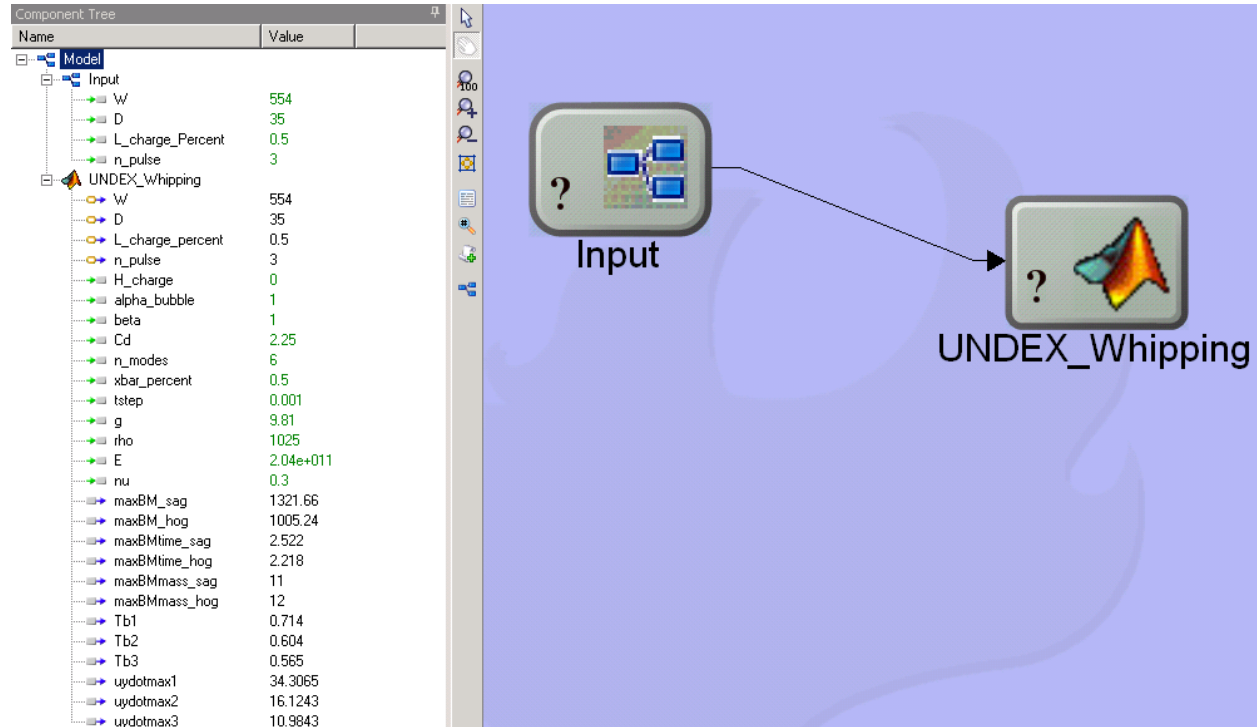 Component Tree
Name Value
Model
Input
W 554
D 35
L_charge_Percent 0.5
n_pulse 3
UNDEX_Whipping
W 554
D 35
L_charge_percent 0.5
n_pulse 3
H_charge 0
alpha_bubble 1
beta 1
Cd 2.25
n_modes 6
xbar_percent 0.5
tstep 0.001
g 9.81
rho 1025
E 2.04e+011
nu 0.3
maxBM_sag 1321.66
maxBM_hog 1005.24
maxBMtime_sag 2.522
maxBMtime_hog 2.218
maxBMmass_sag 11
maxBMmass_hog 12
Tb1 0.714
Tb2 0.604
Tb3 0.565
uydotmax1 34.3065
uydotmax2 16.1243
uydotmax3 10.9843
100
?
Input
?
UNDEX_Whipping